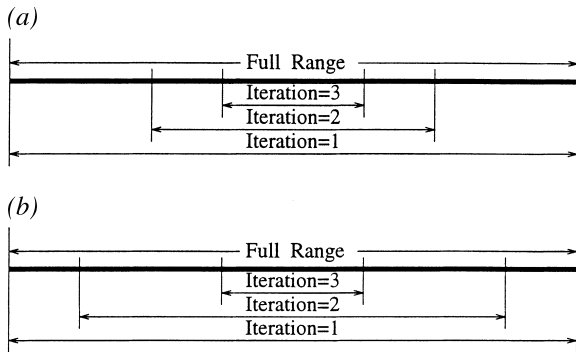 (a)
Full Range
Iteration=3
Iteration=2
Iteration=1
(b)
Full Range
Iteration=3
Iteration=2
Iteration=1